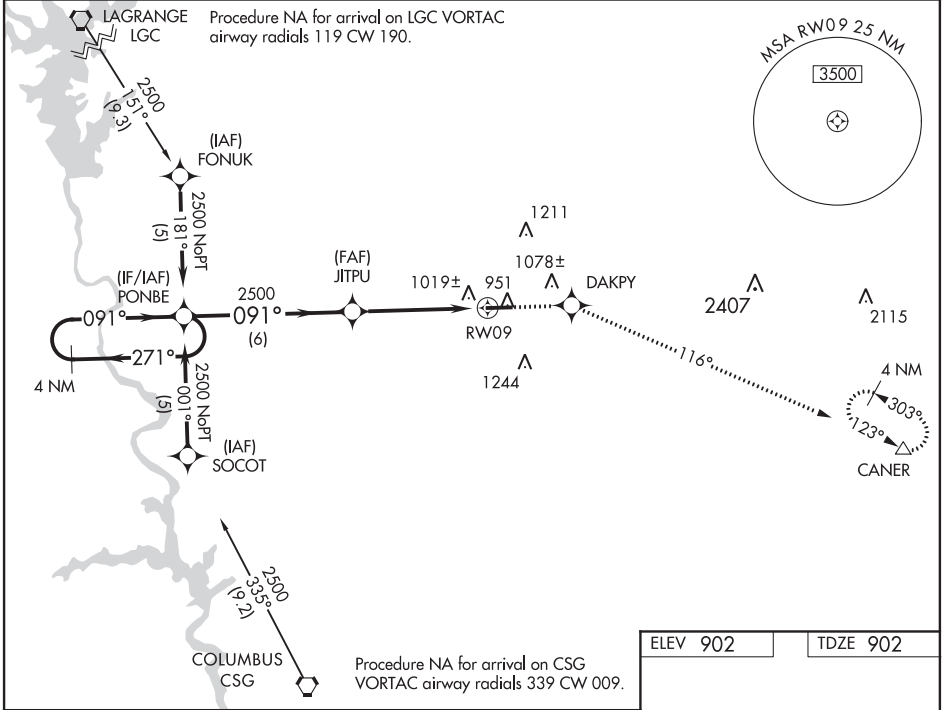 LAGRANGE
LGC
Procedure NA for arrival on LGC VORTAC
airway radials 119 CW 190.
MSA RW09 25 NM
3500
2500
151°
(9.3)
(IAF)
FONUK
2500 NoPT
181°
(5)
1211
(IF/IAF)
PONBE
(FAF)
JITPU
1019±
951
1078±
DAKPY
2407
2115
091°
2500
091°
(6)
RW09
271°
4 NM
1244
116°
4 NM
303°
123°
CANER
2500 NoPT
001°
(5)
(IAF)
SOCOT
2500
335°
(9.2)
COLUMBUS
CSG
Procedure NA for arrival on CSG
VORTAC airway radials 339 CW 009.
ELEV 902
TDZE 902